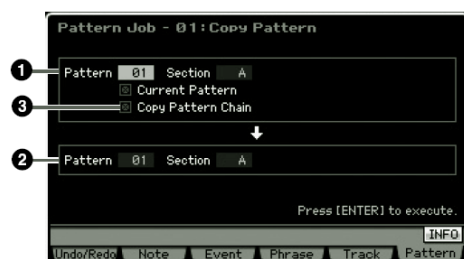 Pattern Job - 01:Copy Pattern
1 Pattern 01 Section A
Current Pattern
3 Copy Pattern Chain
2 Pattern 01 Section A
Press [ENTER] to execute.
INFO
Undo/Redo Note Event Phrase Track Pattern